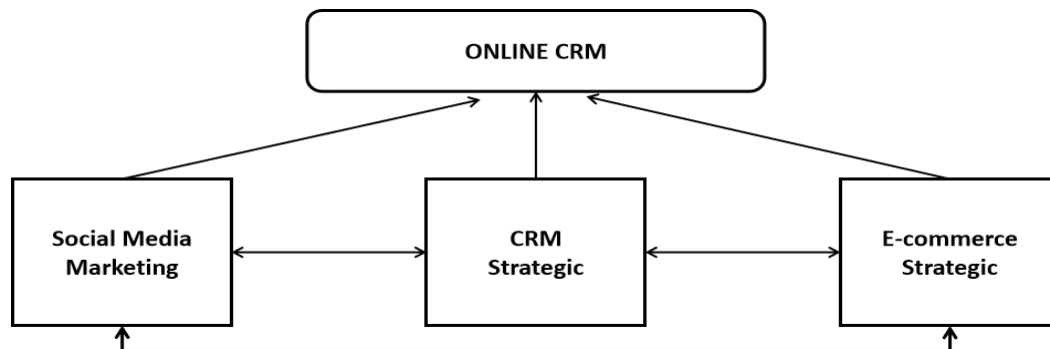 ONLINE CRM
Social Media
Marketing
CRM
Strategic
E-commerce
Strategic